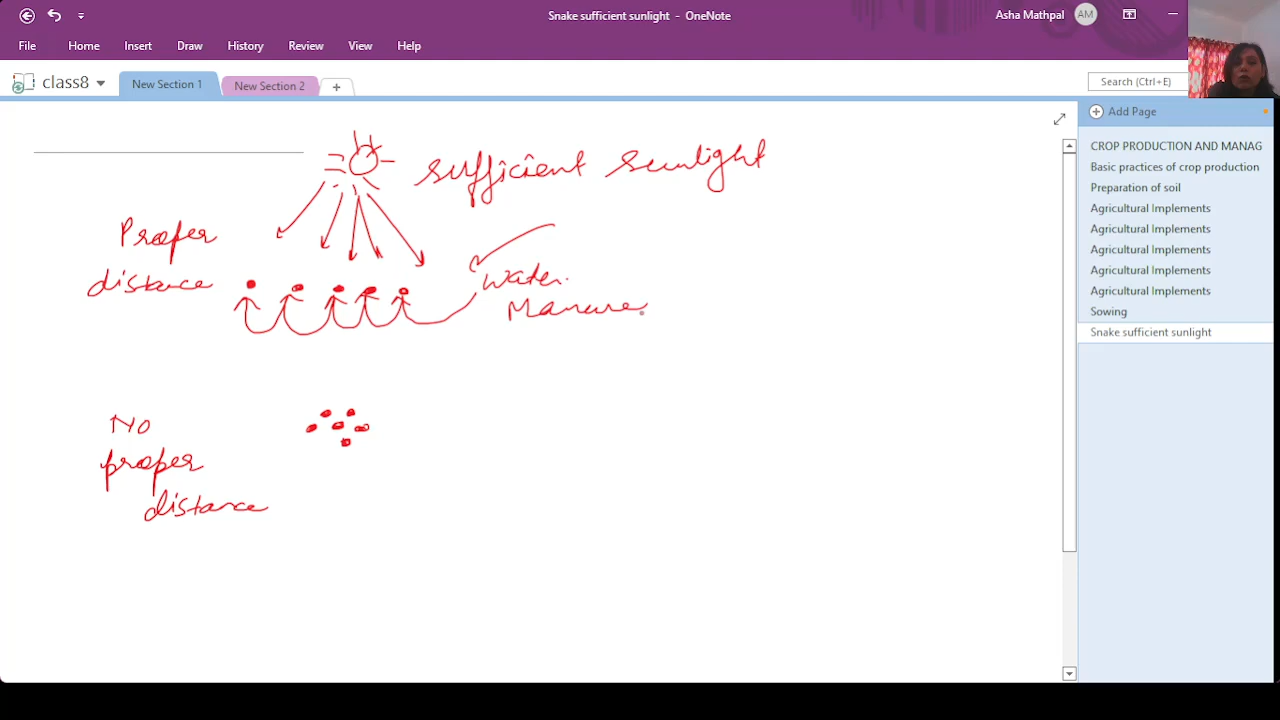 Snake sufficient sunlight - OneNote
Asha Mathpal AM
File Home Insert Draw History Review View Help
class8 New Section 1 New Section 2 +
Search (Ctrl+E)
Add Page
CROP PRODUCTION AND MANAG
Basic practices of crop production
Preparation of soil
Agricultural Implements
Agricultural Implements
Agricultural Implements
Agricultural Implements
Agricultural Implements
Sowing
Snake sufficient sunlight
sufficient sunlight
Proper
distance
water
Manure
No
proper
distance